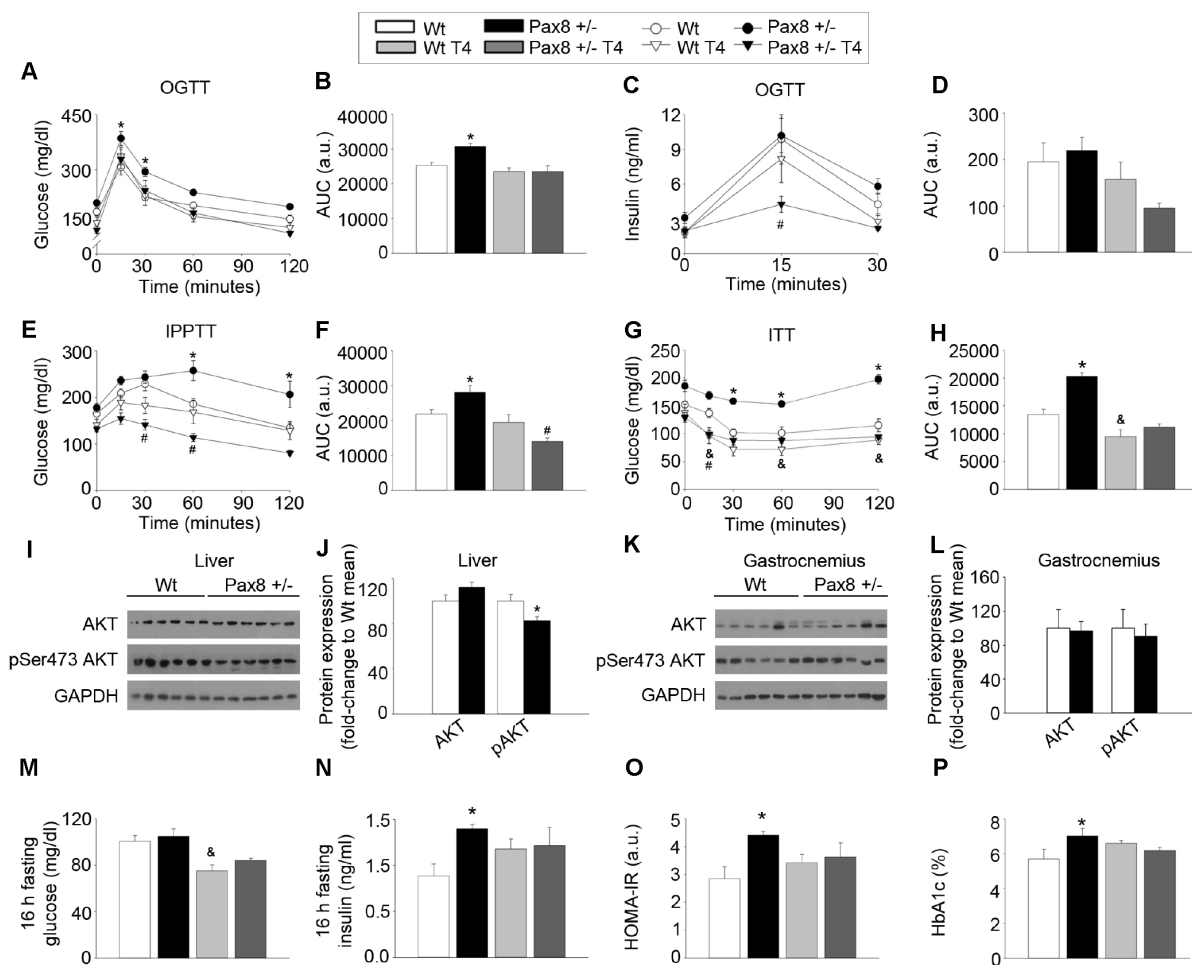 Wt Pax8 +/- Wt Pax8 +/-
Wt T4 Pax8 +/- T4 Wt T4 Pax8 +/- T4
A
OGTT
Glucose (mg/dl)
450
300
150
0
*
*
0 30 60 90 120
Time (minutes)
B
AUC (a.u.)
40000
30000
20000
10000
0
*
C
OGTT
Insulin (ng/ml)
12
9
6
3
0
#
0 15 30
Time (minutes)
D
AUC (a.u.)
300
200
100
0
E
IPPTT
Glucose (mg/dl)
300
200
100
0
*
*
#
#
0 30 60 90 120
Time (minutes)
F
AUC (a.u.)
40000
30000
20000
10000
0
*
#
G
ITT
Glucose (mg/dl)
250
200
150
100
50
0
*
*
*
&
#
&
&
0 30 60 90 120
Time (minutes)
H
AUC (a.u.)
25000
20000
15000
10000
5000
0
*
&
I
Liver
Wt Pax8 +/-
AKT
pSer473 AKT
GAPDH
J
Liver
Protein expression
(fold-change to Wt mean)
120
80
40
0
*
AKT pAKT
K
Gastrocnemius
Wt Pax8 +/-
AKT
pSer473 AKT
GAPDH
L
Gastrocnemius
Protein expression
(fold-change to Wt mean)
160
120
80
40
0
AKT pAKT
M
16 h fasting
glucose (mg/dl)
120
80
40
0
&
N
16 h fasting
insulin (ng/ml)
1.5
1.5
0.5
0.0
*
O
HOMA-IR (a.u.)
5
4
3
2
1
0
*
P
HbA1c (%)
8
6
4
2
0
*